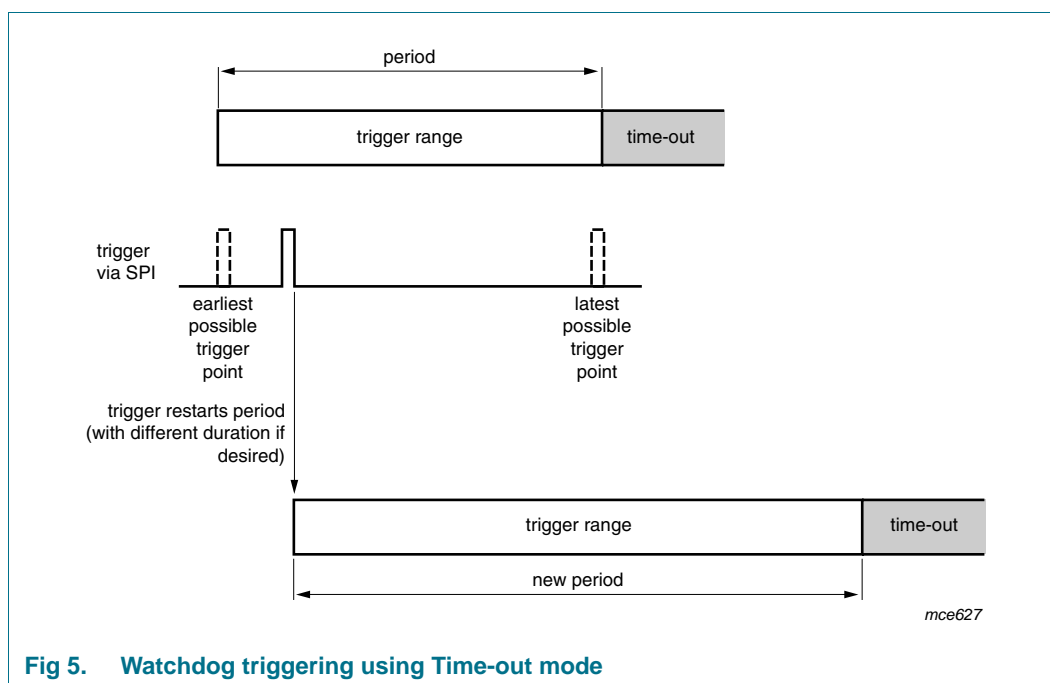 period
trigger range
time-out
trigger
via SPI
earliest
possible
trigger
point
latest
possible
trigger
point
trigger restarts period
(with different duration if
desired)
trigger range
time-out
new period
mce627
Fig 5. Watchdog triggering using Time-out mode